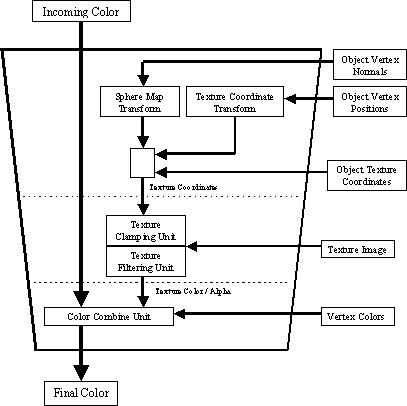 Incoming Color
Object Vertex
Normals
Sphere Map
Transform
Texture Coordinate
Transform
Object Vertex
Positions
Object Texture
Coordinates
Texture Coordinates
Texture
Clamping Unit
Texture
Filtering Unit
Texture Image
Texture Color / Alpha
Color Combine Unit
Vertex Colors
Final Color